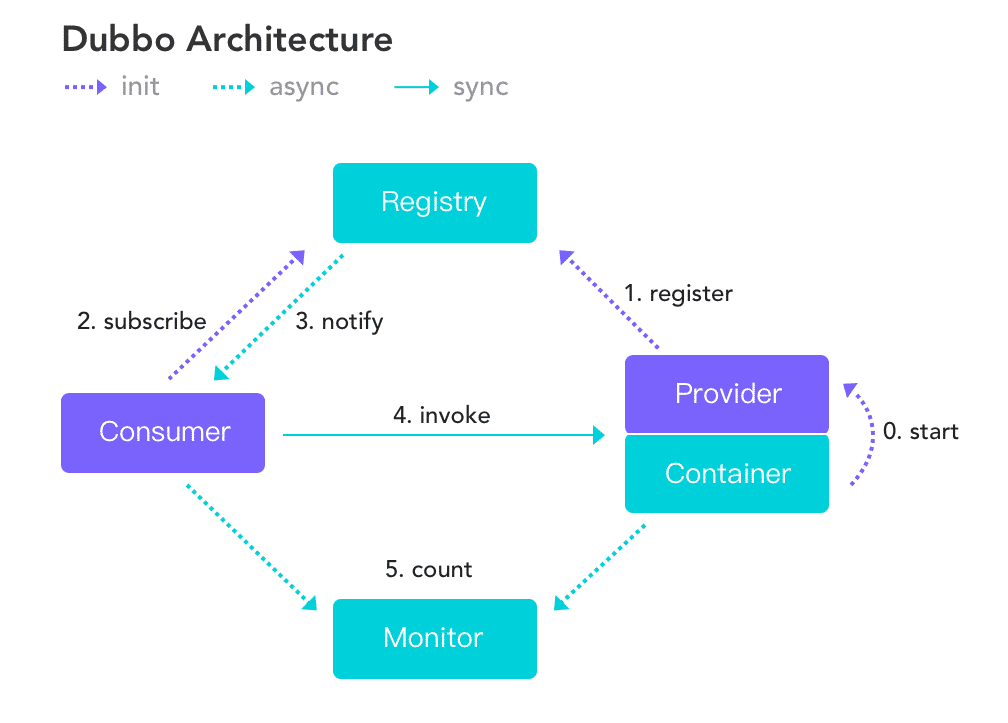 Dubbo Architecture
init async sync
Registry
1. register
2. subscribe 3. notify
Provider
4. invoke
Consumer
0. start
Container
5. count
Monitor